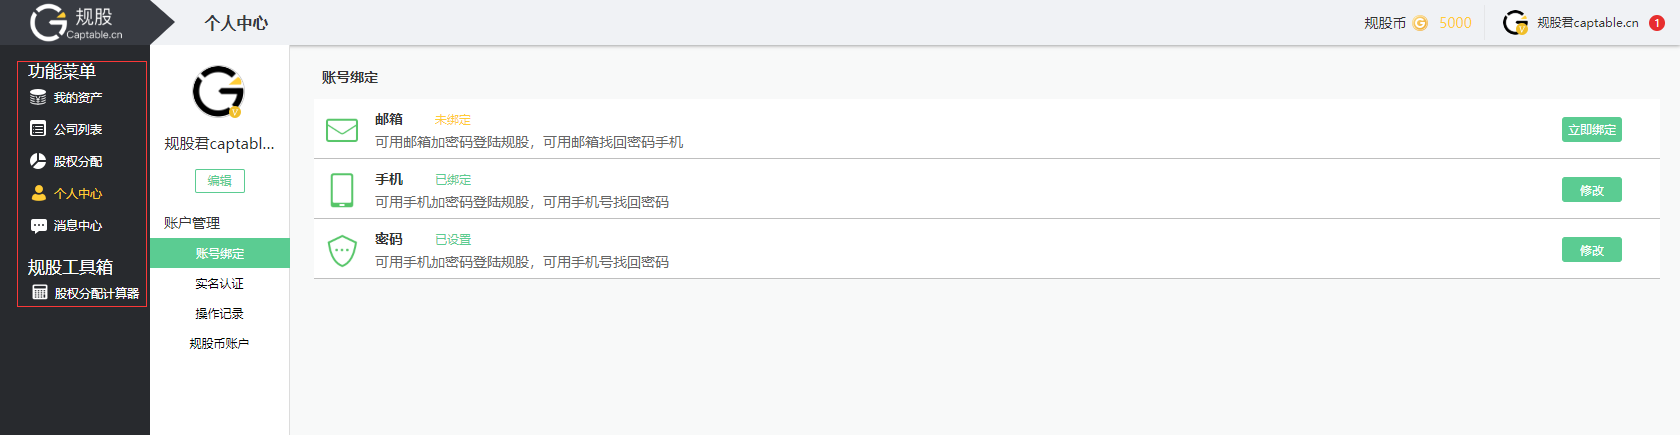 规股
Captable.cn
个人中心
规股币 5000
规股君captable.cn 1
功能菜单
我的资产
公司列表
股权分配
个人中心
消息中心
规股工具箱
股权分配计算器
规股君captabl...
编辑
账户管理
账号绑定
实名认证
操作记录
规股币账户
账号绑定
邮箱 未绑定
可用邮箱加密码登陆规股，可用邮箱找回密码手机
立即绑定
手机 已绑定
可用手机加密码登陆规股，可用手机号找回密码
修改
密码 已设置
可用手机加密码登陆规股，可用手机号找回密码
修改